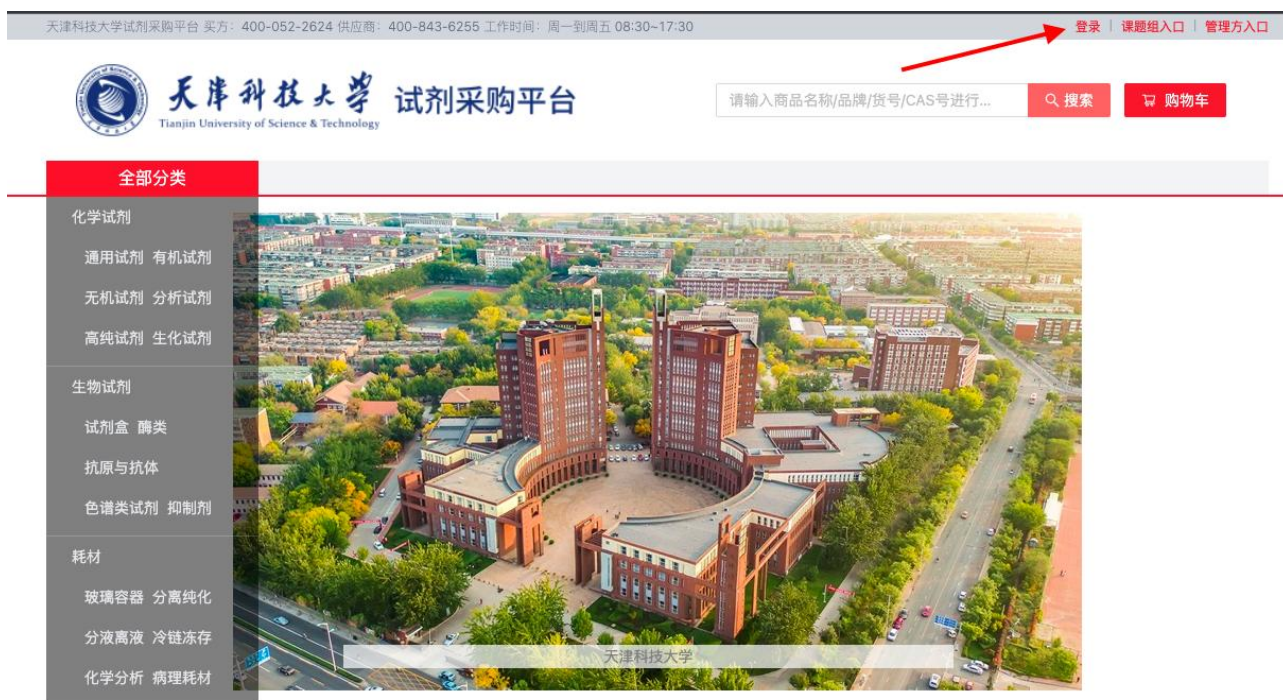 天津科技大学试剂采购平台 买方：400-052-2624 供应商：400-843-6255 工作时间：周一到周五 08:30~17:30
登录 | 课题组入口 | 管理方入口
天津科技大学 试剂采购平台
Tianjin University of Science & Technology
请输入商品名称/品牌/货号/CAS号进行...
搜索
购物车
全部分类
化学试剂
通用试剂 有机试剂
无机试剂 分析试剂
高纯试剂 生化试剂
生物试剂
试剂盒 酶类
抗原与抗体
色谱类试剂 抑制剂
耗材
玻璃容器 分离纯化
分液离液 冷链冻存
化学分析 病理耗材
天津科技大学